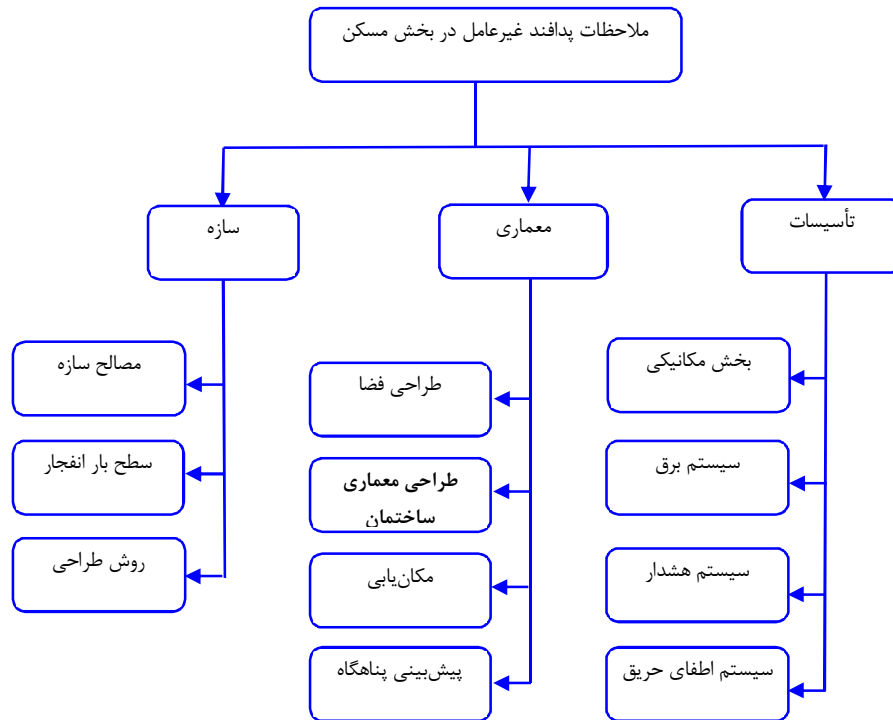 ملاحظات پدافند غیرعامل در بخش مسکن
تأسیسات
معماری
سازه
بخش مکانیکی
سیستم برق
سیستم هشدار
سیستم اطفای حریق
طراحی فضا
طراحی معماری
ساختمان
مکان‌یابی
پیش‌بینی پناهگاه
مصالح سازه
سطح بار انفجار
روش طراحی